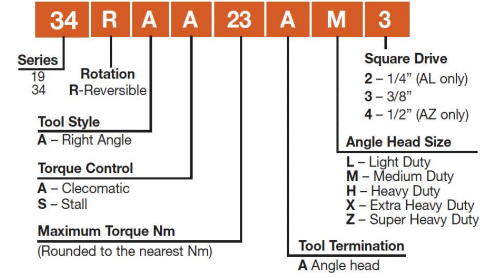 34 R A A 23 A M 3
Series
19
34
Rotation
R-Reversible
Tool Style
A – Right Angle
Torque Control
A – Clecomatic
S – Stall
Maximum Torque Nm
(Rounded to the nearest Nm)
Square Drive
2 – 1/4” (AL only)
3 – 3/8”
4 – 1/2” (AZ only)
Angle Head Size
L – Light Duty
M – Medium Duty
H – Heavy Duty
X – Extra Heavy Duty
Z – Super Heavy Duty
Tool Termination
A Angle head